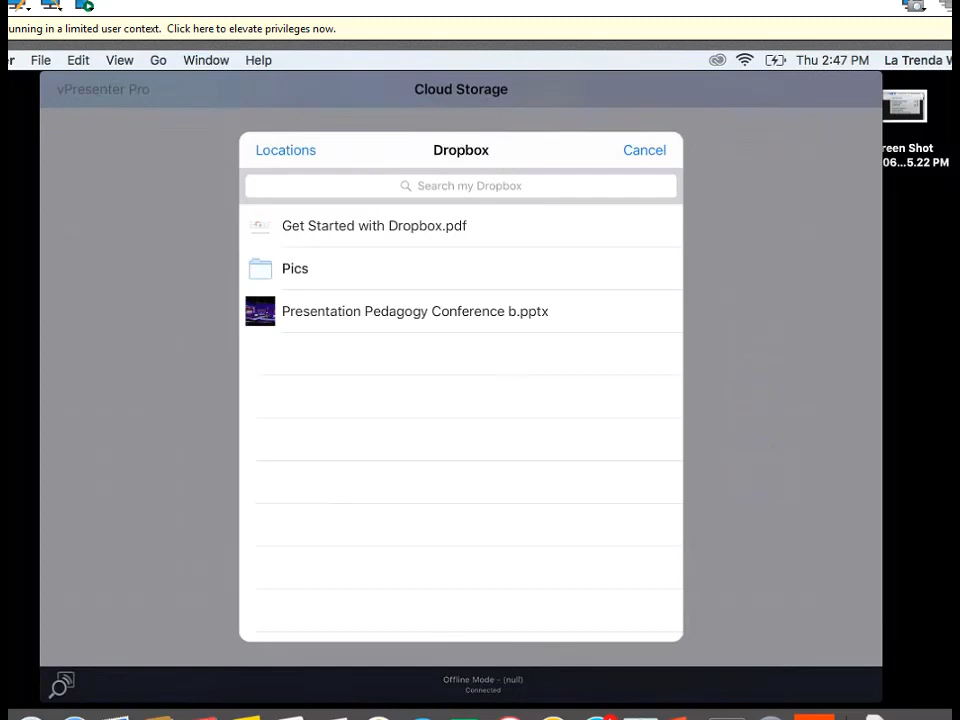 unning in a limited user context. Click here to elevate privileges now.
er File Edit View Go Window Help Thu 2:47 PM La Trenda W
vPresenter Pro Cloud Storage
reen Shot
06...5.22 PM
Locations Dropbox Cancel
Search my Dropbox
Get Started with Dropbox.pdf
Pics
Presentation Pedagogy Conference b.pptx
Offline Mode - (null)
Connected